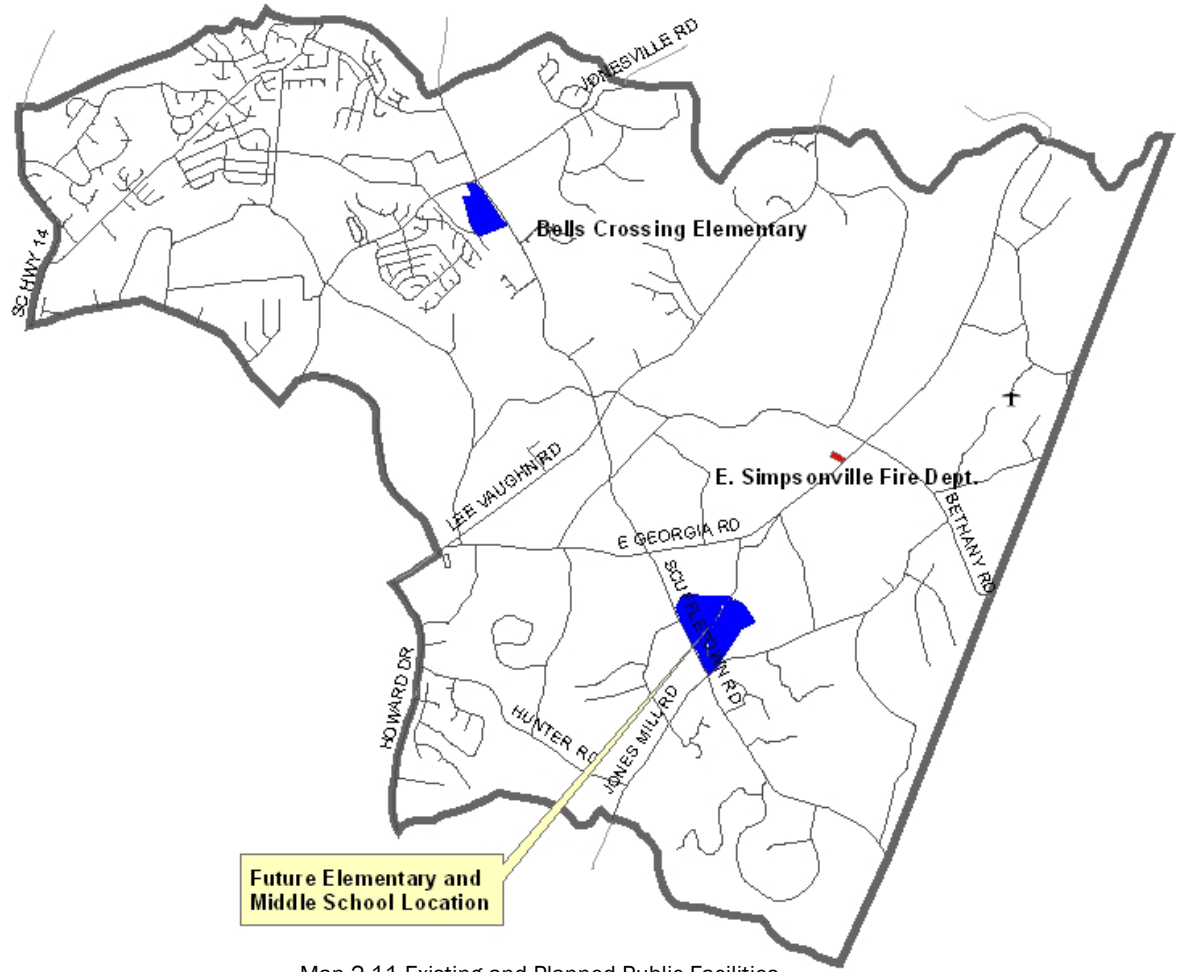 JONESVILLE RD
SC HWY 14
Bells Crossing Elementary
LEE VAUGHN RD
E. Simpsonville Fire Dept.
E GEORGIA RD
BETHANY RD
SCUFFLETOWN RD
HOWARD DR
HUNTER RD
JONES MILL RD
Future Elementary and
Middle School Location
Map 2.11 Existing and Planned Public Facilities